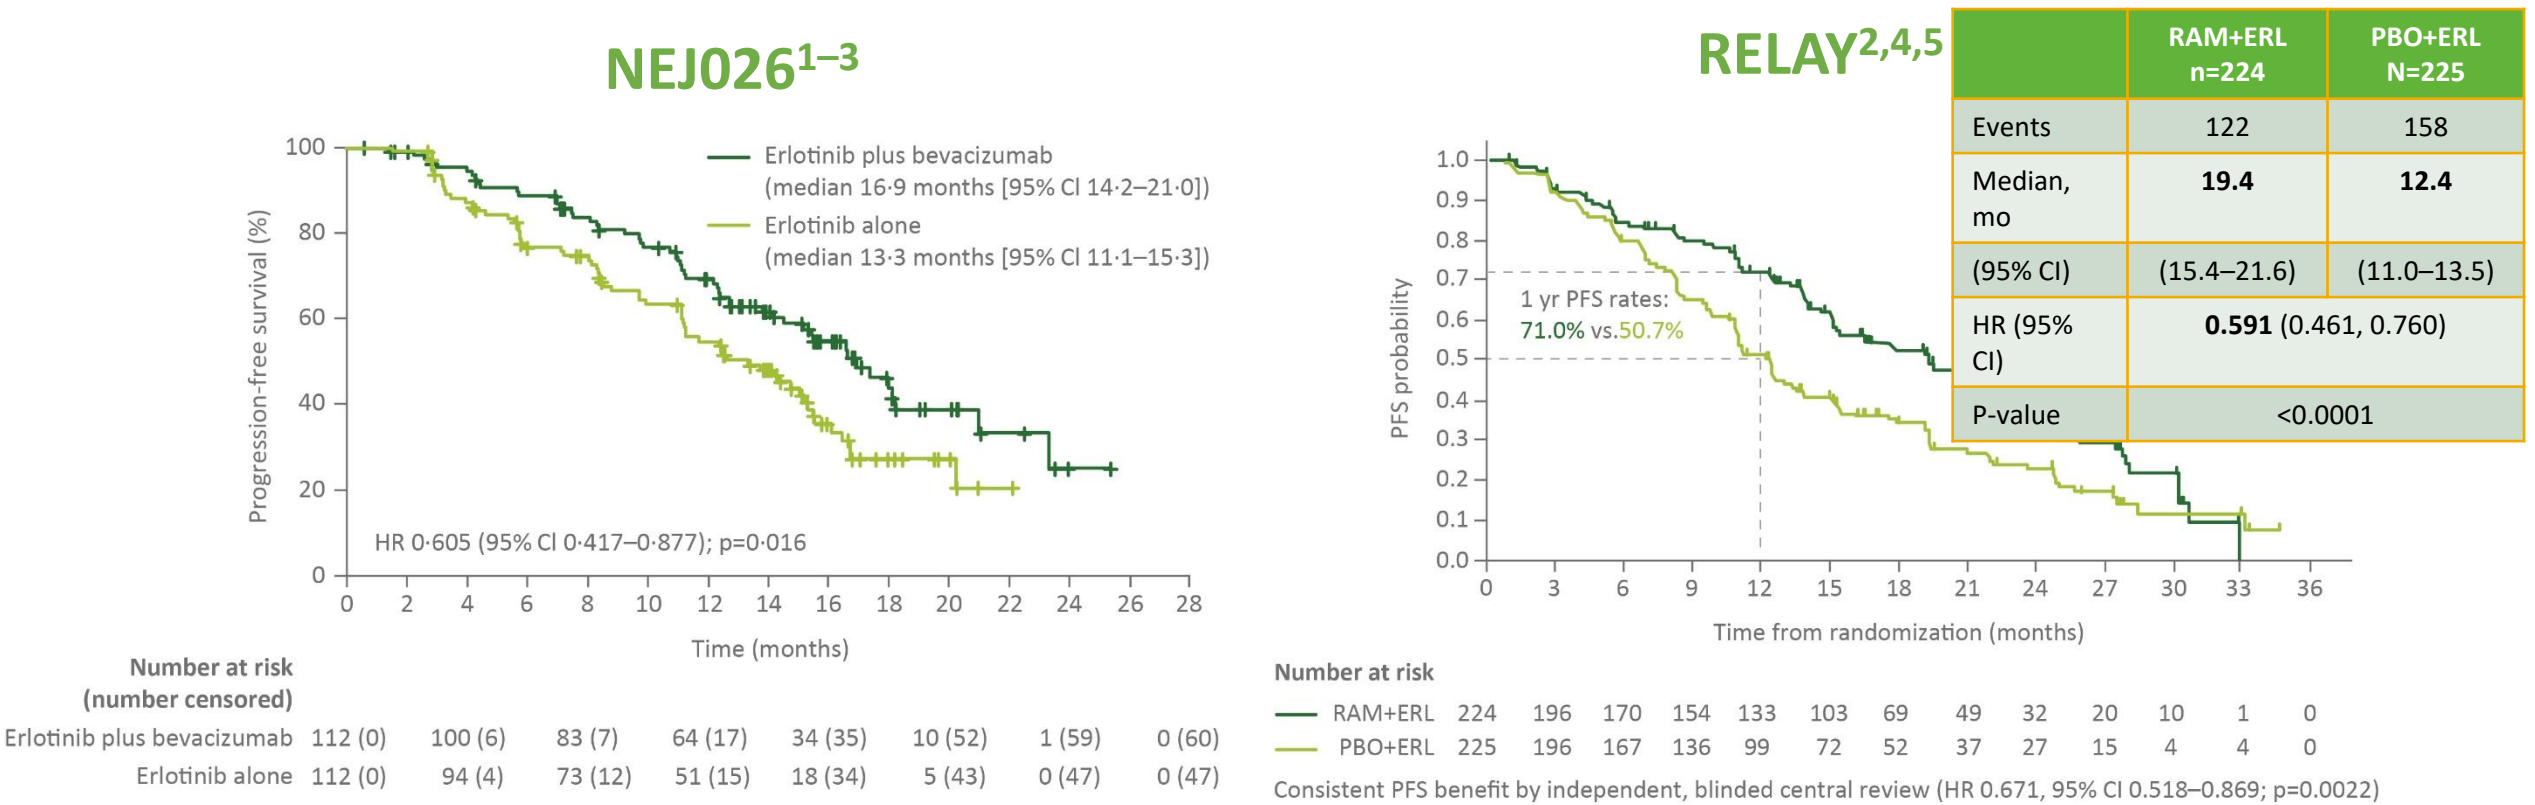 NEJ026¹⁻³
100
80
60
40
20
0
Progression-free survival (%)
Erlotinib plus bevacizumab
(median 16·9 months [95% CI 14·2–21·0])
Erlotinib alone
(median 13·3 months [95% CI 11·1–15·3])
HR 0·605 (95% CI 0·417–0·877); p=0·016
0 2 4 6 8 10 12 14 16 18 20 22 24 26 28
Time (months)
Number at risk
(number censored)
Erlotinib plus bevacizumab 112 (0) 100 (6) 83 (7) 64 (17) 34 (35) 10 (52) 1 (59) 0 (60)
Erlotinib alone 112 (0) 94 (4) 73 (12) 51 (15) 18 (34) 5 (43) 0 (47) 0 (47)
RELAY²,⁴,⁵
RAM+ERL PBO+ERL
n=224 N=225
Events 122 158
Median, 19.4 12.4
mo
(95% CI) (15.4–21.6) (11.0–13.5)
HR (95% 0.591 (0.461, 0.760)
CI)
P-value <0.0001
1.0
0.9
0.8
0.7
0.6
0.5
0.4
0.3
0.2
0.1
0.0
PFS probability
1 yr PFS rates:
71.0% vs.50.7%
0 3 6 9 12 15 18 21 24 27 30 33 36
Time from randomization (months)
Number at risk
RAM+ERL 224 196 170 154 133 103 69 49 32 20 10 1 0
PBO+ERL 225 196 167 136 99 72 52 37 27 15 4 4 0
Consistent PFS benefit by independent, blinded central review (HR 0.671, 95% CI 0.518–0.869; p=0.0022)